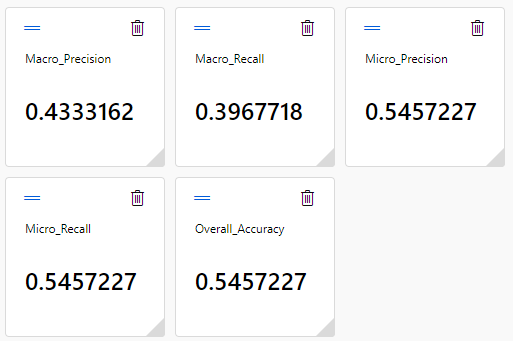 Macro_Precision
0.4333162
Macro_Recall
0.3967718
Micro_Precision
0.5457227
Micro_Recall
0.5457227
Overall_Accuracy
0.5457227